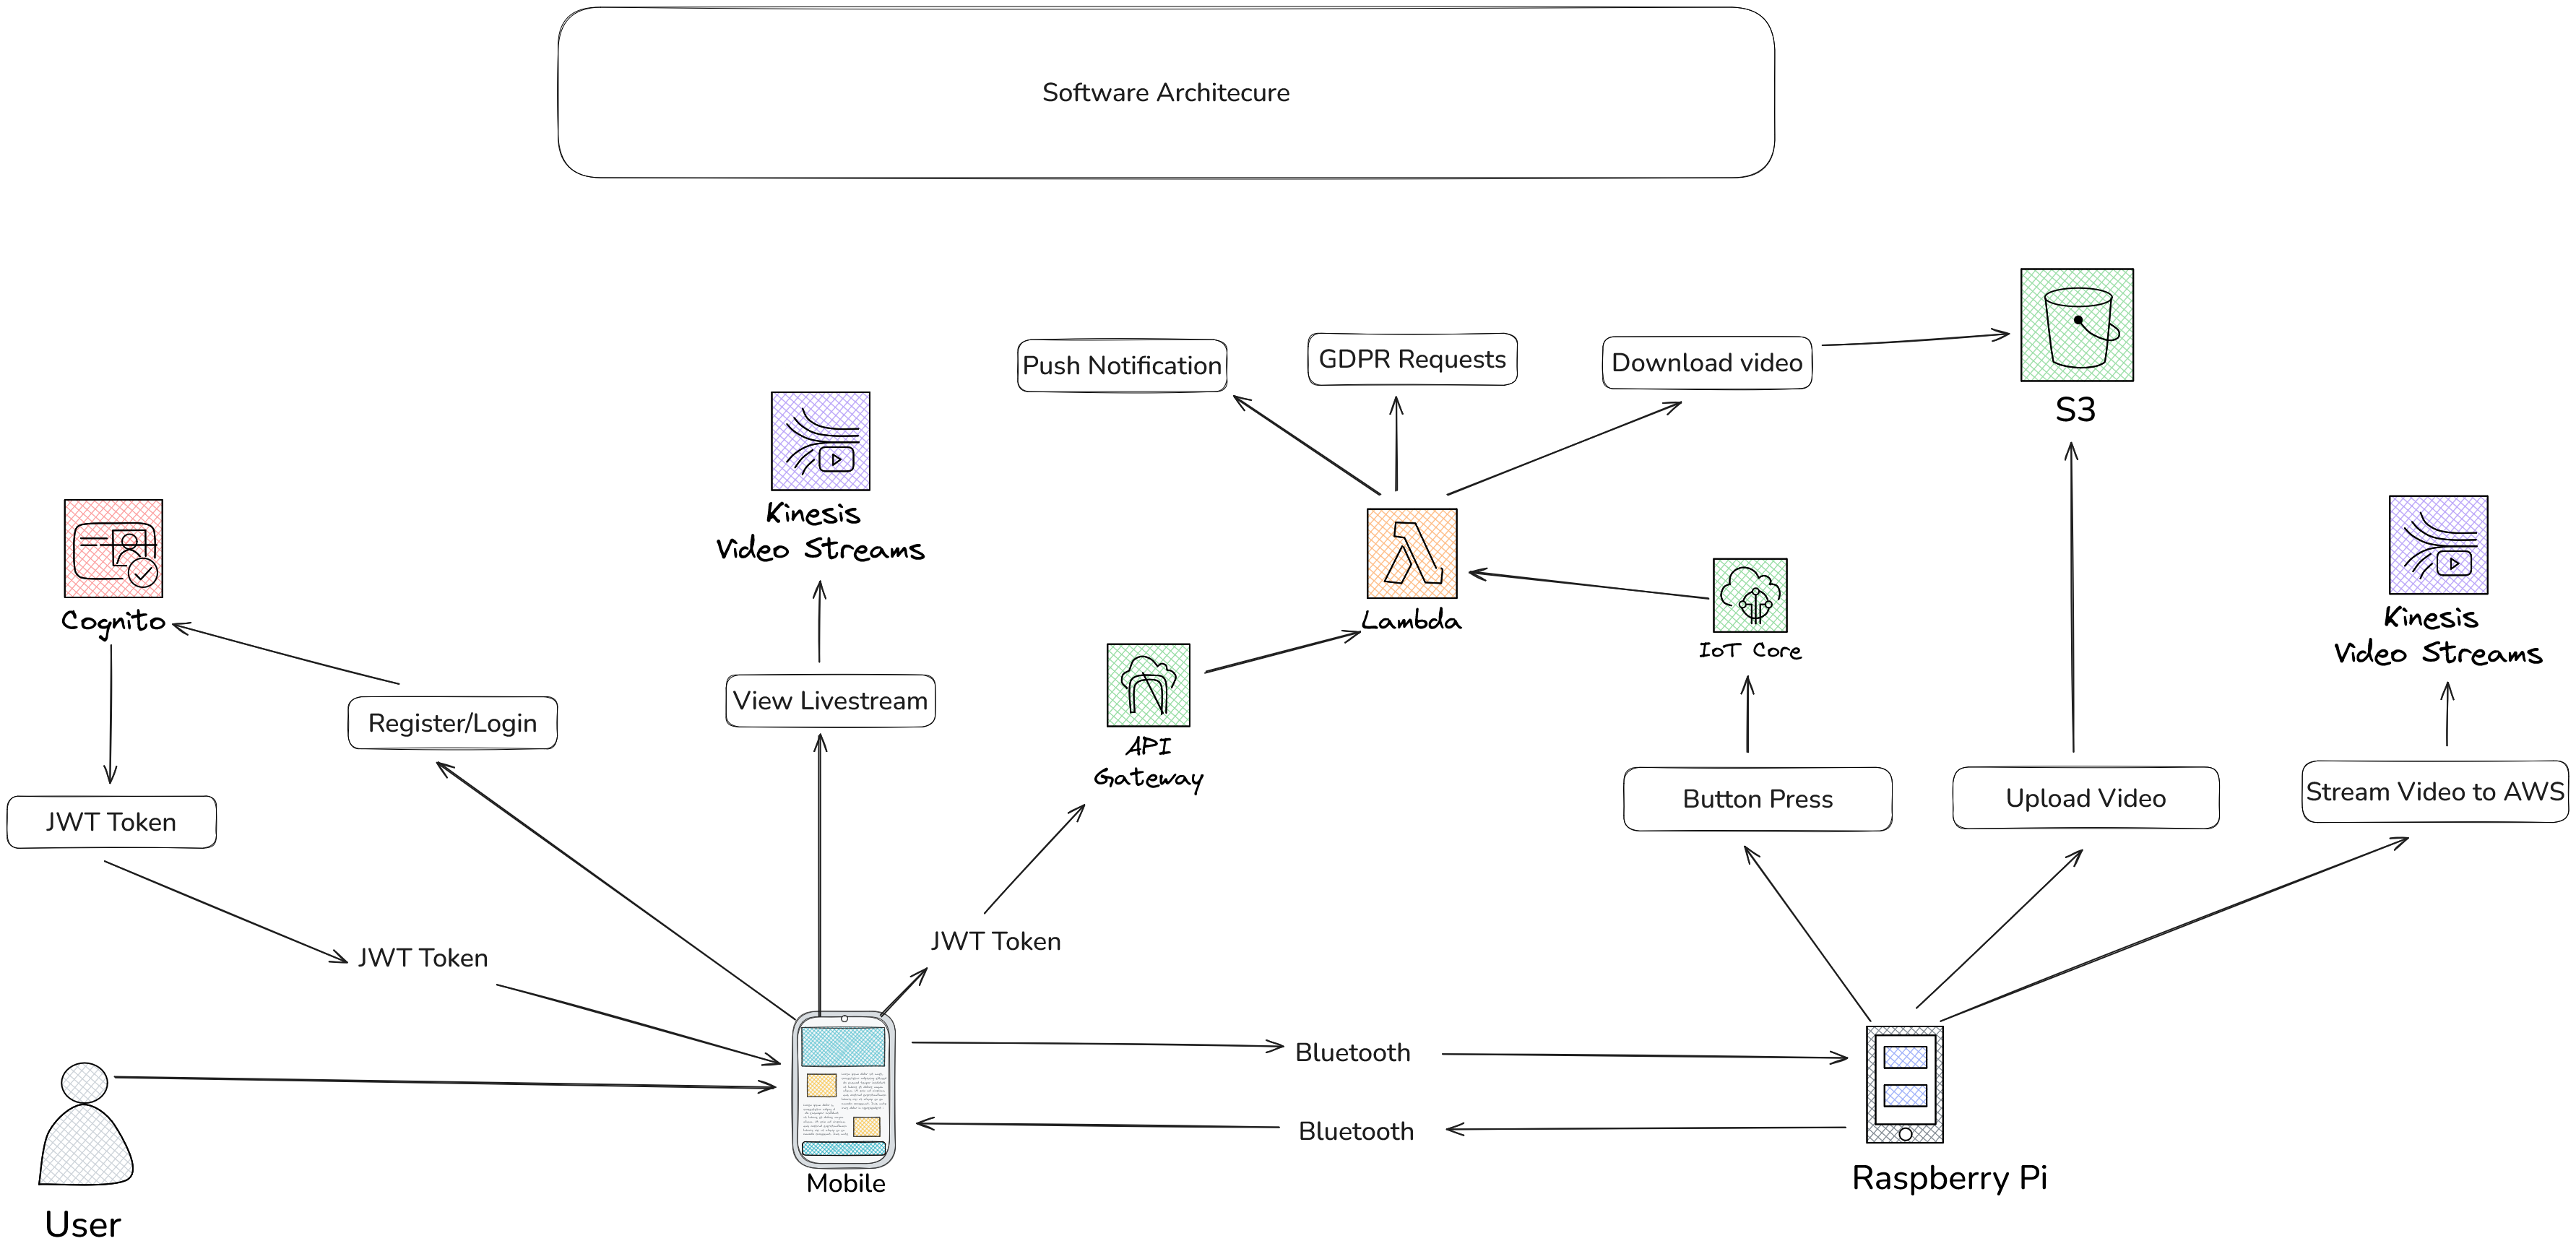 Software Architecure
Push Notification
GDPR Requests
Download video
S3
Kinesis
Video Streams
Cognito
Lambda
IoT Core
Kinesis
Video Streams
Register/Login
View Livestream
API
Gateway
JWT Token
Button Press
Upload Video
Stream Video to AWS
JWT Token
JWT Token
Bluetooth
Bluetooth
Mobile
Raspberry Pi
User